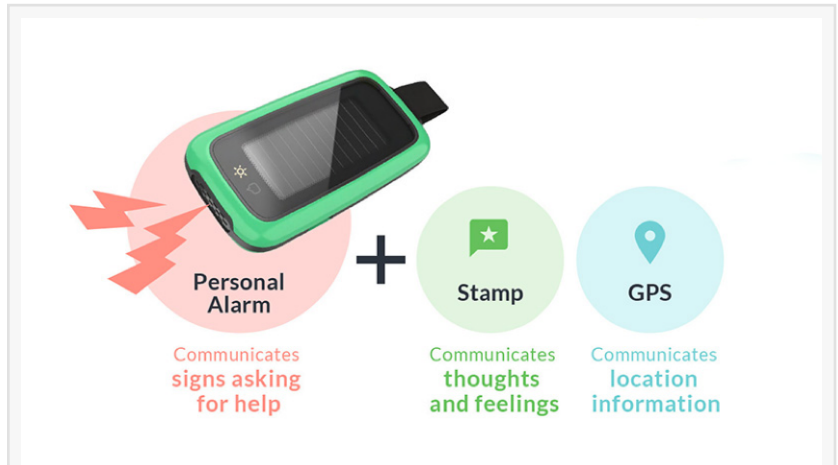 Personal
Alarm
Communicates
signs asking
for help
+
Stamp
Communicates
thoughts
and feelings
GPS
Communicates
location
information